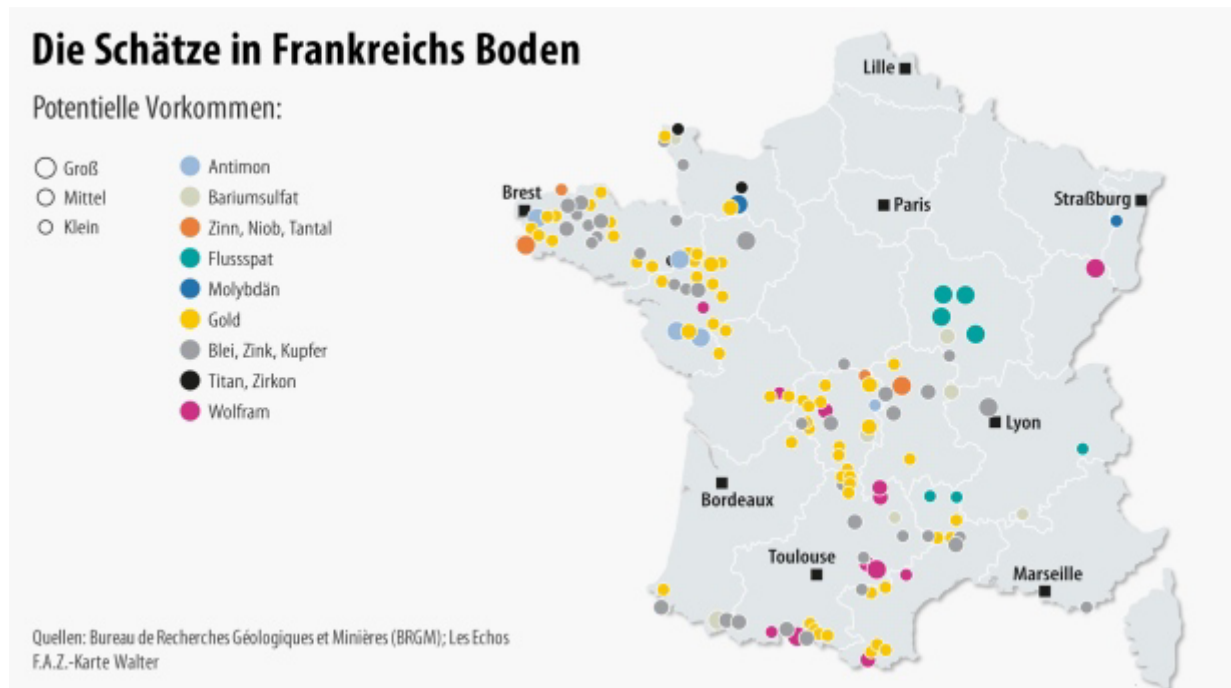 Die Schätze in Frankreichs Boden
Potentielle Vorkommen:
Groß
Mittel
Klein
Antimon
Bariumsulfat
Zinn, Niob, Tantal
Flussspat
Molybdän
Gold
Blei, Zink, Kupfer
Titan, Zirkon
Wolfram
Lille
Brest
Paris
Straßburg
Lyon
Bordeaux
Toulouse
Marseille
Quellen: Bureau de Recherches Géologiques et Minières (BRGM); Les Echos
F.A.Z.-Karte Walter